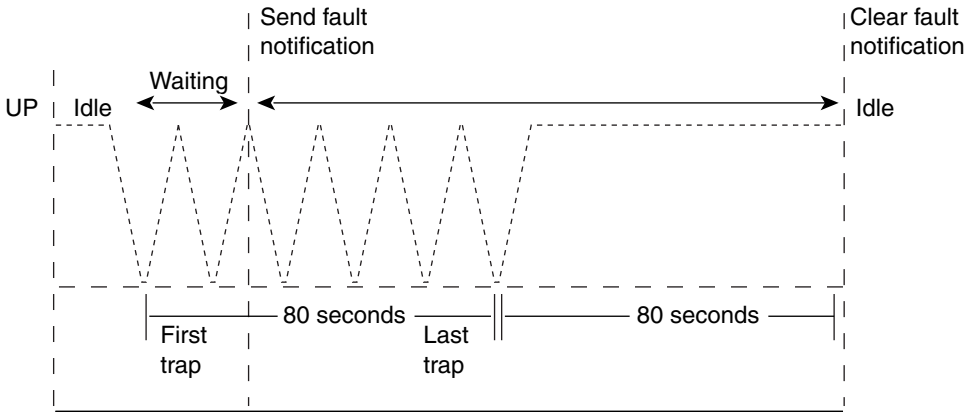 Send fault
notification
Clear fault
notification
Waiting
UP
Idle
Idle
80 seconds
80 seconds
First
trap
Last
trap